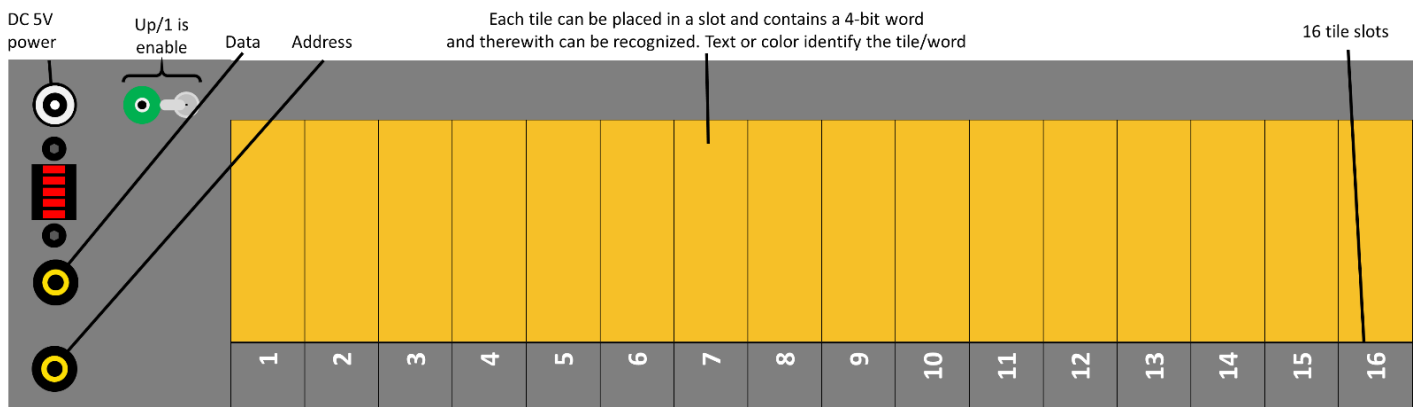 DC 5V
power
Up/1 is
enable
Data
Address
Each tile can be placed in a slot and contains a 4-bit word
and therewith can be recognized. Text or color identify the tile/word
16 tile slots
1
2
3
4
5
6
7
8
9
10
11
12
13
14
15
16